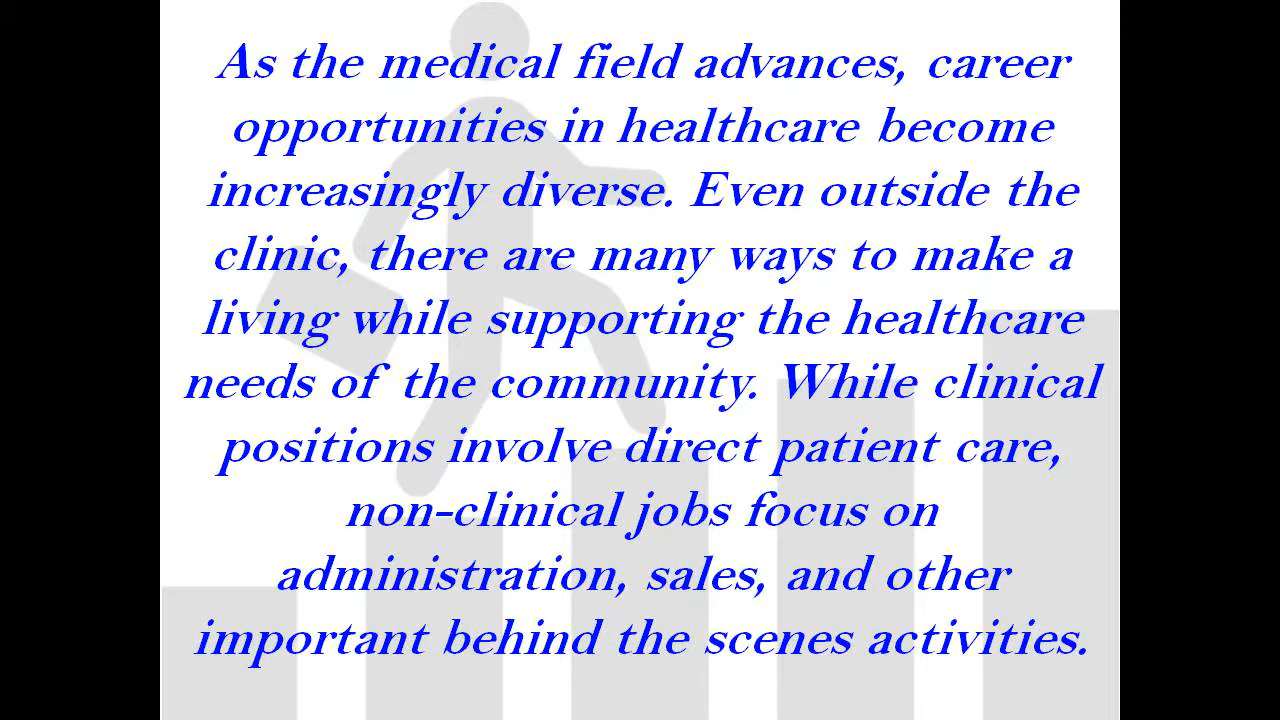 As the medical field advances, career
opportunities in healthcare become
increasingly diverse. Even outside the
clinic, there are many ways to make a
living while supporting the healthcare
needs of the community. While clinical
positions involve direct patient care,
non-clinical jobs focus on
administration, sales, and other
important behind the scenes activities.